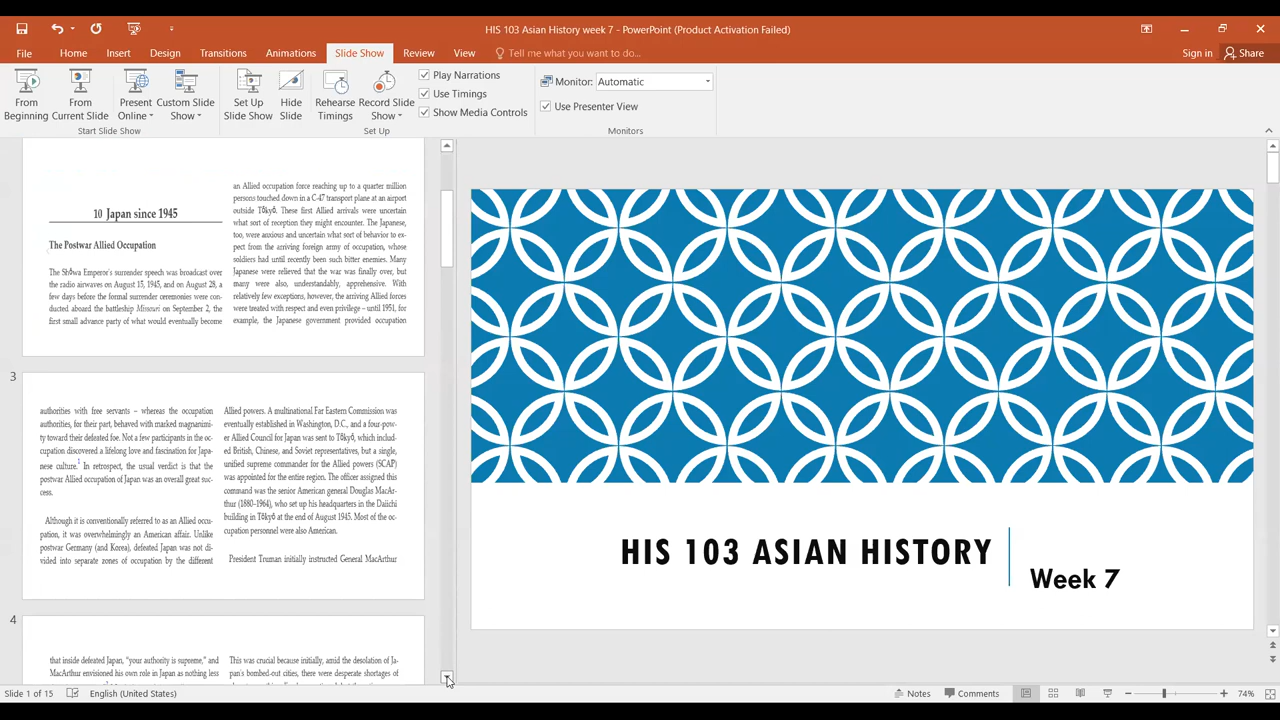 HIS 103 Asian History week 7 - PowerPoint (Product Activation Failed)
File Home Insert Design Transitions Animations Slide Show Review View Tell me what you want to do... Sign in Share
From Beginning
From Current Slide
Present Online
Custom Slide Show
Set Up Slide Show
Hide Slide
Rehearse Timings
Record Slide Show
Play Narrations
Use Timings
Show Media Controls
Monitor: Automatic
Use Presenter View
Start Slide Show
Set Up
Monitors
10 Japan since 1945
The Postwar Allied Occupation
The Shōwa Emperor's surrender speech was broadcast over
the radio airwaves on August 15, 1945, and on August 28, a
few days before the formal surrender ceremonies were con-
ducted aboard the battleship Missouri on September 2, the
first small advance party of what would eventually become
an Allied occupation force reaching up to a quarter million
persons touched down in a C-47 transport plane at an airport
outside Tōkyō. These first Allied arrivals were uncertain
what sort of reception they might encounter. The Japanese,
too, were anxious and uncertain what sort of behavior to ex-
pect from the arriving foreign army of occupation, whose
soldiers had until recently been such bitter enemies. Many
Japanese were relieved that the war was finally over, but
many were also, understandably, apprehensive. With
relatively few exceptions, however, the arriving Allied forces
were treated with respect and even privilege – until 1951, for
example, the Japanese government provided occupation
3
authorities with free servants – whereas the occupation
authorities, for their part, behaved with marked magnanimi-
ty toward their defeated foe. Not a few participants in the oc-
cupation discovered a lifelong love and fascination for Japa-
nese culture.1 In retrospect, the usual verdict is that the
postwar Allied occupation of Japan was an overall great suc-
cess.
Although it is conventionally referred to as an Allied occu-
pation, it was overwhelmingly an American affair. Unlike
postwar Germany (and Korea), defeated Japan was not di-
vided into separate zones of occupation by the different
Allied powers. A multinational Far Eastern Commission was
eventually established in Washington, D.C., and a four-pow-
er Allied Council for Japan was sent to Tōkyō, which includ-
ed British, Chinese, and Soviet representatives, but a single,
unified supreme commander for the Allied powers (SCAP)
was appointed for the entire region. The officer assigned this
command was the senior American general Douglas MacAr-
thur (1880–1964), who set up his headquarters in the Daiichi
building in Tōkyō at the end of August 1945. Most of the oc-
cupation personnel were also American.
President Truman initially instructed General MacArthur
4
that inside defeated Japan, "your authority is supreme," and
MacArthur envisioned his own role in Japan as nothing less
This was crucial because initially, amid the desolation of Ja-
pan's bombed-out cities, there were desperate shortages of
HIS 103 ASIAN HISTORY
Week 7
Slide 1 of 15 English (United States) Notes Comments 74%